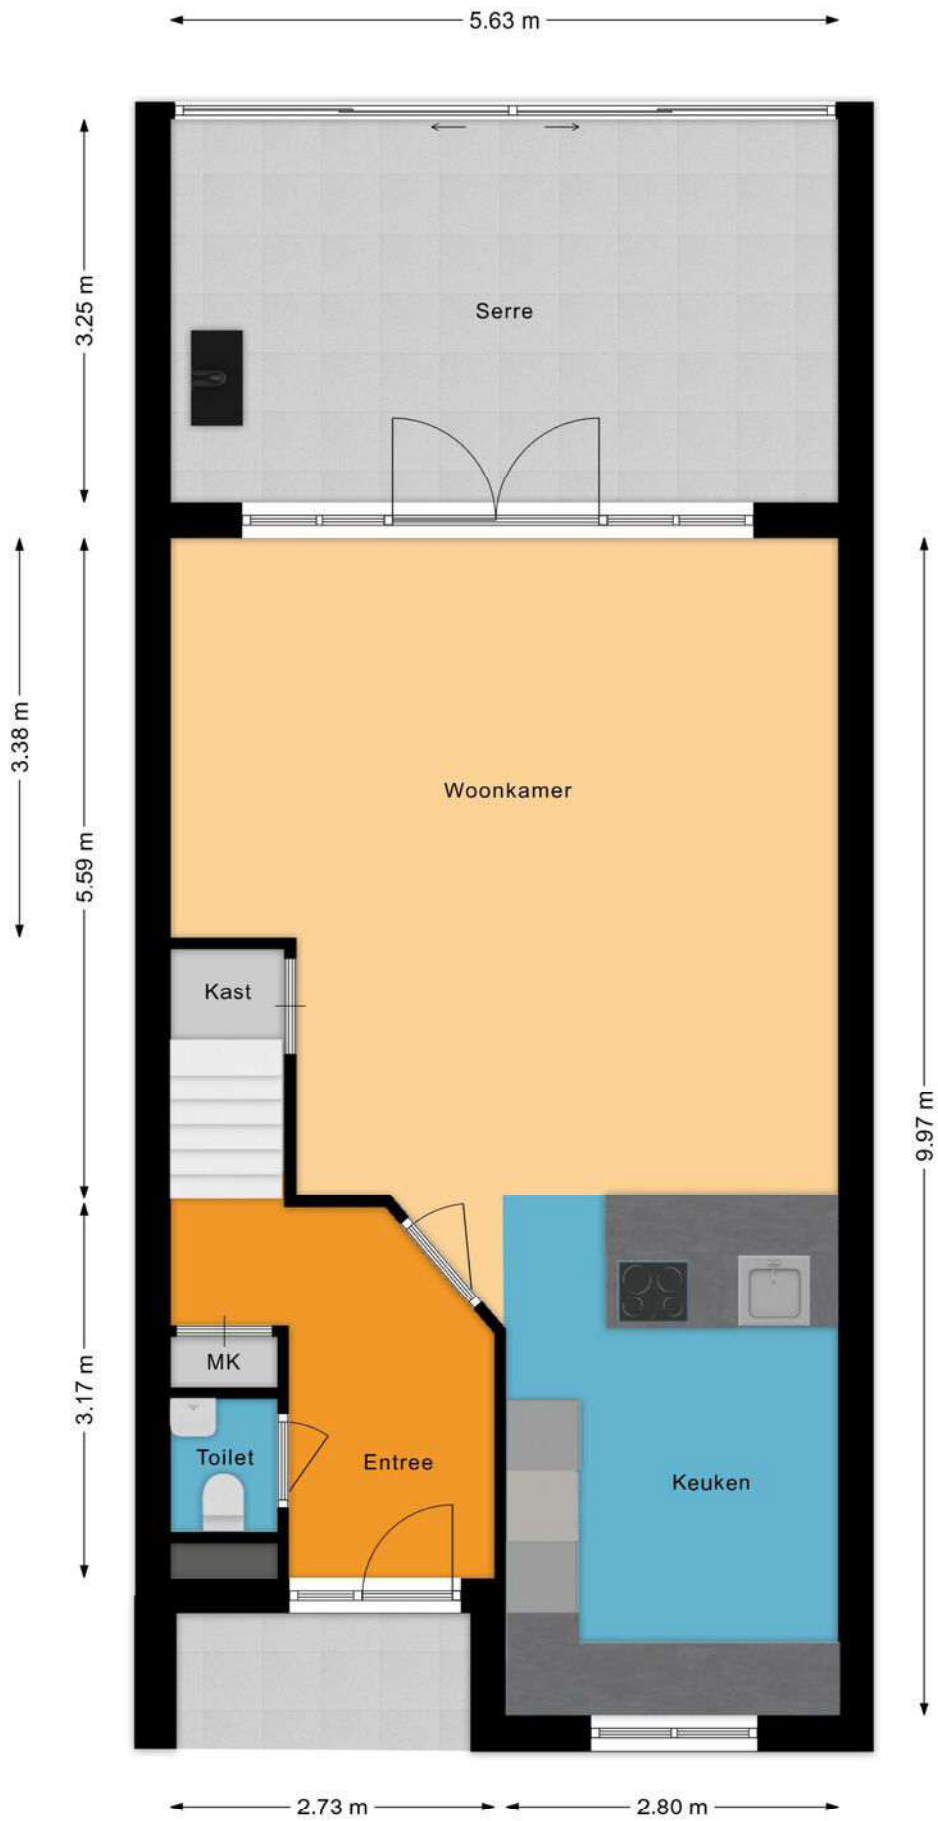 5.63 m
3.25 m
Serre
3.38 m
5.59 m
Woonkamer
Kast
9.97 m
MK
3.17 m
Toilet
Entree
Keuken
2.73 m
2.80 m